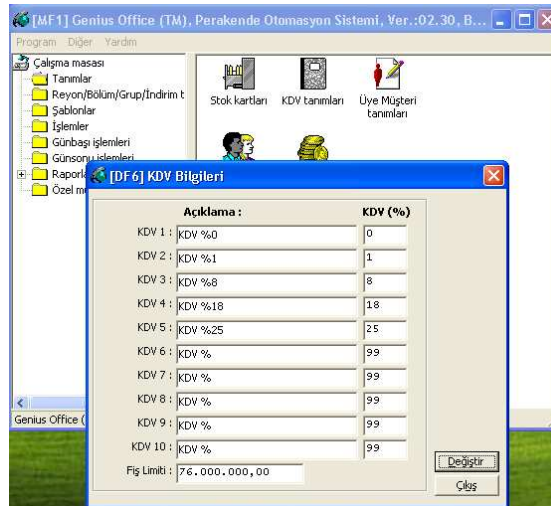 [MF1] Genius Office (TM), Perakende Otomasyon Sistemi, Ver.:02.30, B...
Program Diğer Yardım
Çalışma masası
Tanımlar
Reyon/Bölüm/Grup/İndirim t
Şablonlar
İşlemler
Günbaşı işlemleri
Günsonu işlemleri
Raporla
Özel m
Stok kartları KDV tanımları Üye Müşteri
tanımları
[DF6] KDV Bilgileri
Açıklama : KDV (%)
KDV 1 : KDV %0 0
KDV 2 : KDV %1 1
KDV 3 : KDV %8 8
KDV 4 : KDV %18 18
KDV 5 : KDV %25 25
KDV 6 : KDV % 99
KDV 7 : KDV % 99
KDV 8 : KDV % 99
KDV 9 : KDV % 99
KDV 10 : KDV % 99
Fiş Limiti : 76.000.000,00
Değiştir
Çıkış
Genius Office (